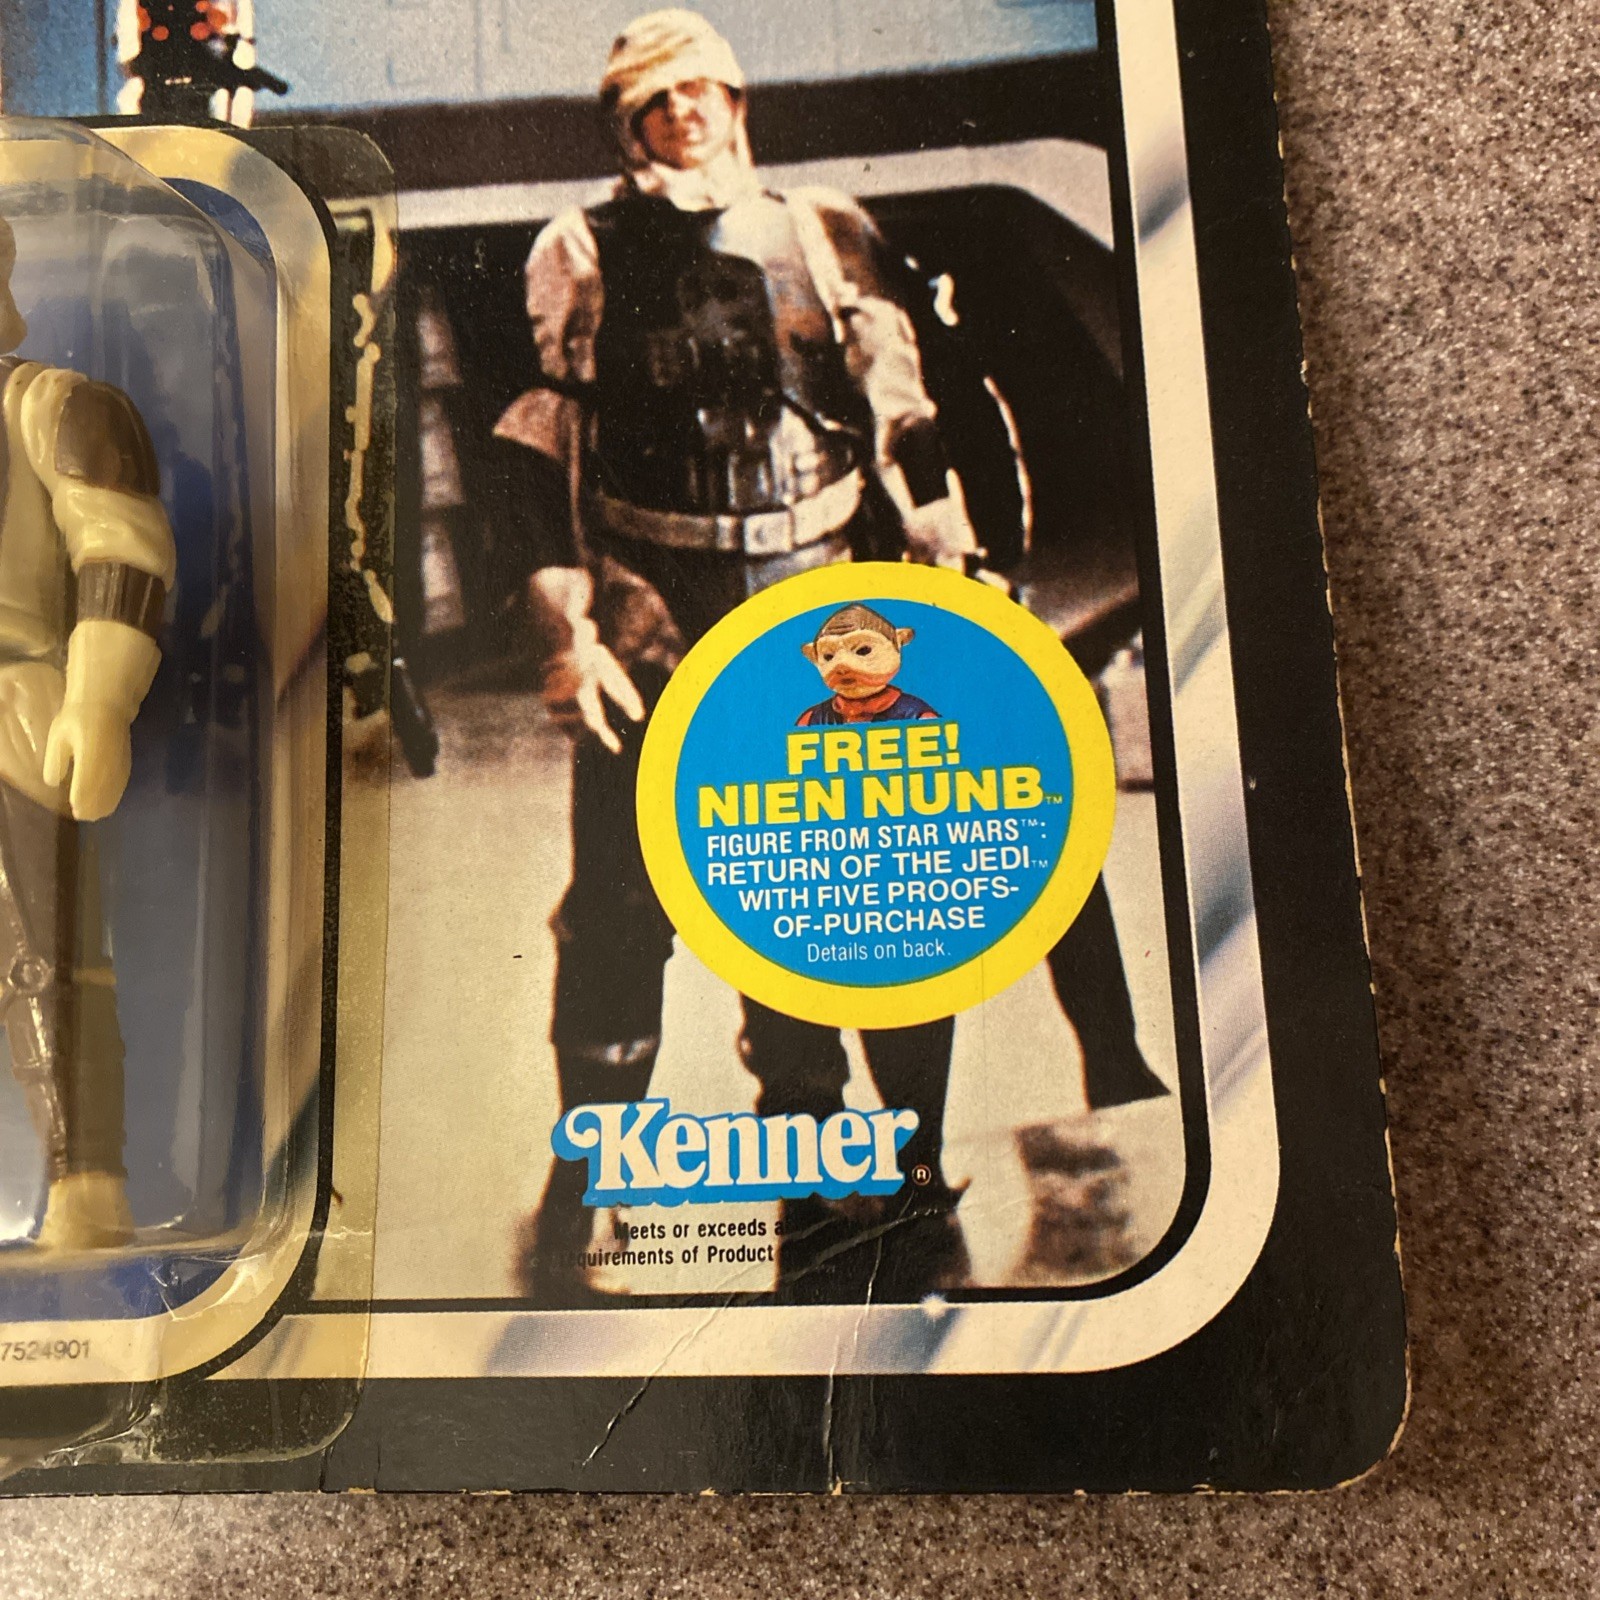 FREE!
NIEN NUNB™
FIGURE FROM STAR WARS™:
RETURN OF THE JEDI™
WITH FIVE PROOFS-
OF-PURCHASE
Details on back.
Kenner®
Meets or exceeds
requirements of Product
7524901